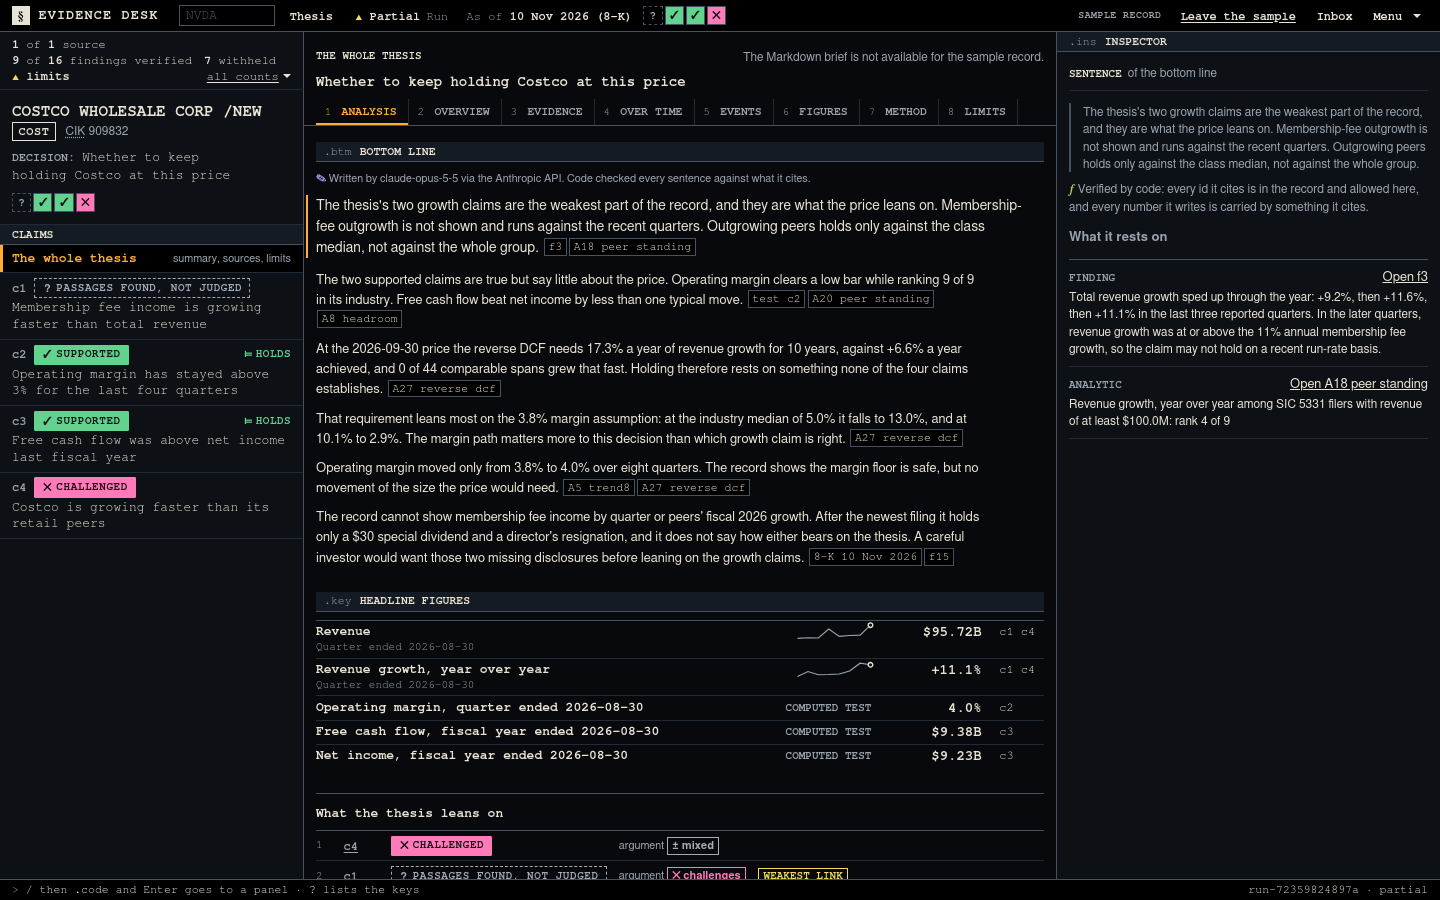 § EVIDENCE DESK NVDA Thesis ▲ Partial Run As of 10 Nov 2026 (8-K) ? ✓ ✓ ✕ SAMPLE RECORD Leave the sample Inbox Menu
1 of 1 source
9 of 16 findings verified 7 withheld
▲ limits all counts
COSTCO WHOLESALE CORP /NEW
COST CIK 909832
DECISION: Whether to keep
holding Costco at this price
? ✓ ✓ ✕
CLAIMS
The whole thesis summary, sources, limits
c1 ? PASSAGES FOUND, NOT JUDGED
Membership fee income is growing
faster than total revenue
c2 ✓ SUPPORTED ⊨ HOLDS
Operating margin has stayed above
3% for the last four quarters
c3 ✓ SUPPORTED ⊨ HOLDS
Free cash flow was above net income
last fiscal year
c4 ✕ CHALLENGED
Costco is growing faster than its
retail peers
THE WHOLE THESIS The Markdown brief is not available for the sample record.
Whether to keep holding Costco at this price
1 ANALYSIS 2 OVERVIEW 3 EVIDENCE 4 OVER TIME 5 EVENTS 6 FIGURES 7 METHOD 8 LIMITS
.btm BOTTOM LINE
✎ Written by claude-opus-5-5 via the Anthropic API. Code checked every sentence against what it cites.
The thesis's two growth claims are the weakest part of the record, and they are what the price leans on. Membership-
fee outgrowth is not shown and runs against the recent quarters. Outgrowing peers holds only against the class
median, not against the whole group. f3 A18 peer standing
The two supported claims are true but say little about the price. Operating margin clears a low bar while ranking 9 of 9
in its industry. Free cash flow beat net income by less than one typical move. test c2 A20 peer standing
A8 headroom
At the 2026-09-30 price the reverse DCF needs 17.3% a year of revenue growth for 10 years, against +6.6% a year
achieved, and 0 of 44 comparable spans grew that fast. Holding therefore rests on something none of the four claims
establishes. A27 reverse dcf
That requirement leans most on the 3.8% margin assumption: at the industry median of 5.0% it falls to 13.0%, and at
10.1% to 2.9%. The margin path matters more to this decision than which growth claim is right. A27 reverse dcf
Operating margin moved only from 3.8% to 4.0% over eight quarters. The record shows the margin floor is safe, but no
movement of the size the price would need. A5 trend8 A27 reverse dcf
The record cannot show membership fee income by quarter or peers' fiscal 2026 growth. After the newest filing it holds
only a $30 special dividend and a director's resignation, and it does not say how either bears on the thesis. A careful
investor would want those two missing disclosures before leaning on the growth claims. 8-K 10 Nov 2026 f15
.key HEADLINE FIGURES
Revenue $95.72B c1 c4
Quarter ended 2026-08-30
Revenue growth, year over year +11.1% c1 c4
Quarter ended 2026-08-30
Operating margin, quarter ended 2026-08-30 COMPUTED TEST 4.0% c2
Free cash flow, fiscal year ended 2026-08-30 COMPUTED TEST $9.38B c3
Net income, fiscal year ended 2026-08-30 COMPUTED TEST $9.23B c3
What the thesis leans on
1 c4 ✕ CHALLENGED argument ± mixed
2 c1 ? PASSAGES FOUND, NOT JUDGED argument ✕ challenges WEAKEST LINK
.ins INSPECTOR
SENTENCE of the bottom line
The thesis's two growth claims are the weakest part of the record,
and they are what the price leans on. Membership-fee outgrowth is
not shown and runs against the recent quarters. Outgrowing peers
holds only against the class median, not against the whole group.
ƒ Verified by code: every id it cites is in the record and allowed here,
and every number it writes is carried by something it cites.
What it rests on
FINDING Open f3
Total revenue growth sped up through the year: +9.2%, then +11.6%,
then +11.1% in the last three reported quarters. In the later quarters,
revenue growth was at or above the 11% annual membership fee
growth, so the claim may not hold on a recent run-rate basis.
ANALYTIC Open A18 peer standing
Revenue growth, year over year among SIC 5331 filers with revenue
of at least $100.0M: rank 4 of 9
> / then .code and Enter goes to a panel · ? lists the keys run-72359824897a · partial